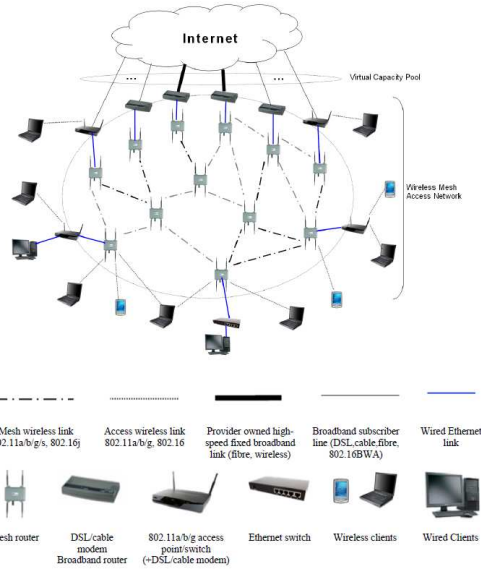 Internet
... ...
Virtual Capacity Pool
Wireless Mesh
Access Network
Mesh wireless link
802.11a/b/g/s, 802.16j
Access wireless link
802.11a/b/g, 802.16
Provider owned high-
speed fixed broadband
link (fibre, wireless)
Broadband subscriber
line (DSL,cable,fibre,
802.16BWA)
Wired Ethernet
link
esh router
DSL/cable
modem
Broadband router
802.11a/b/g access
point/switch
(+DSL/cable modem)
Ethernet switch
Wireless clients
Wired Clients